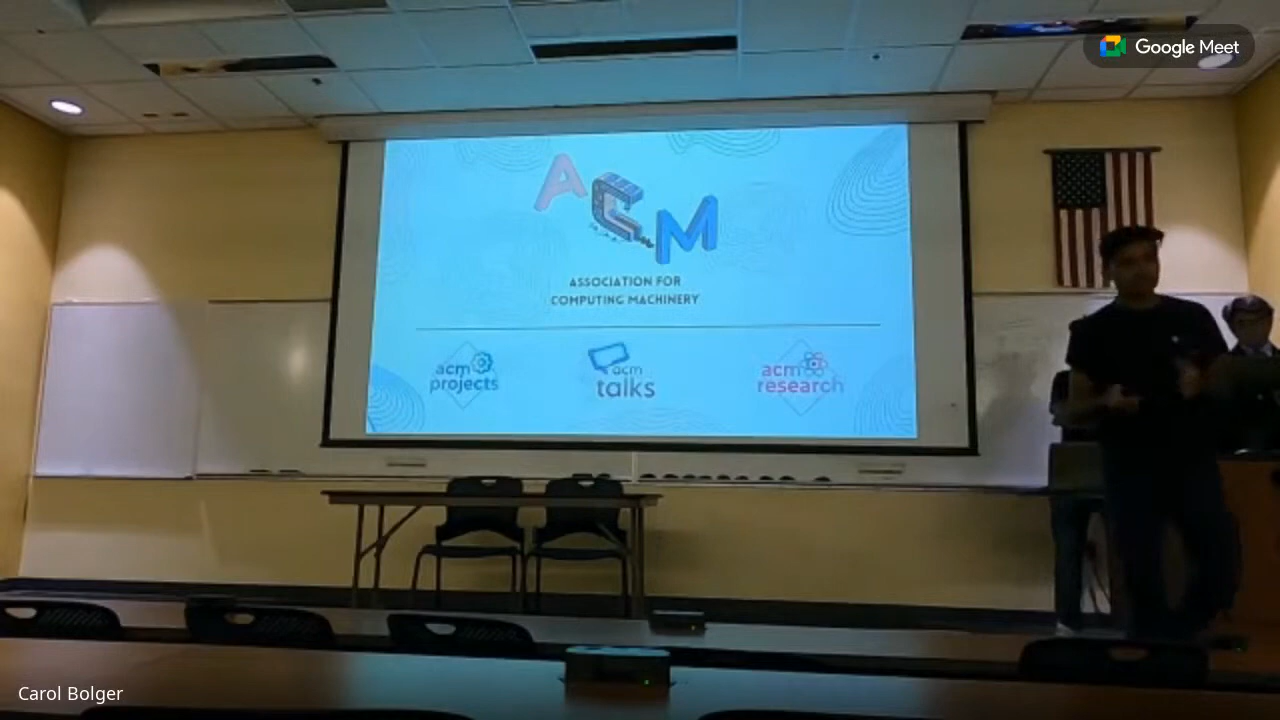 Google Meet
ACM
ASSOCIATION FOR
COMPUTING MACHINERY
acm
projects
acm
talks
acm
research
Carol Bolger